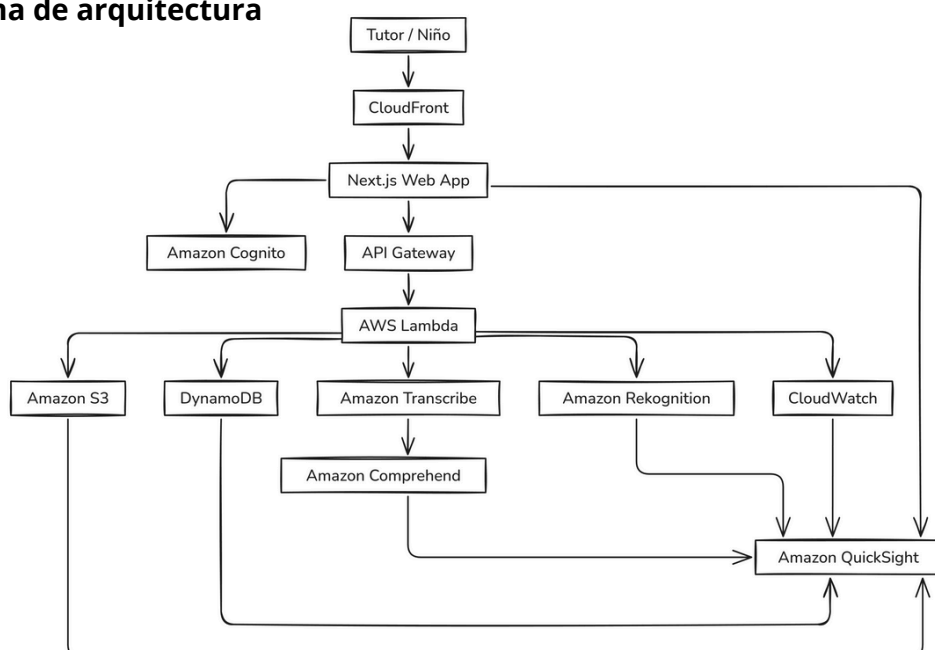 na de arquitectura
Tutor / Niño
CloudFront
Next.js Web App
Amazon Cognito
API Gateway
AWS Lambda
Amazon S3
DynamoDB
Amazon Transcribe
Amazon Rekognition
CloudWatch
Amazon Comprehend
Amazon QuickSight